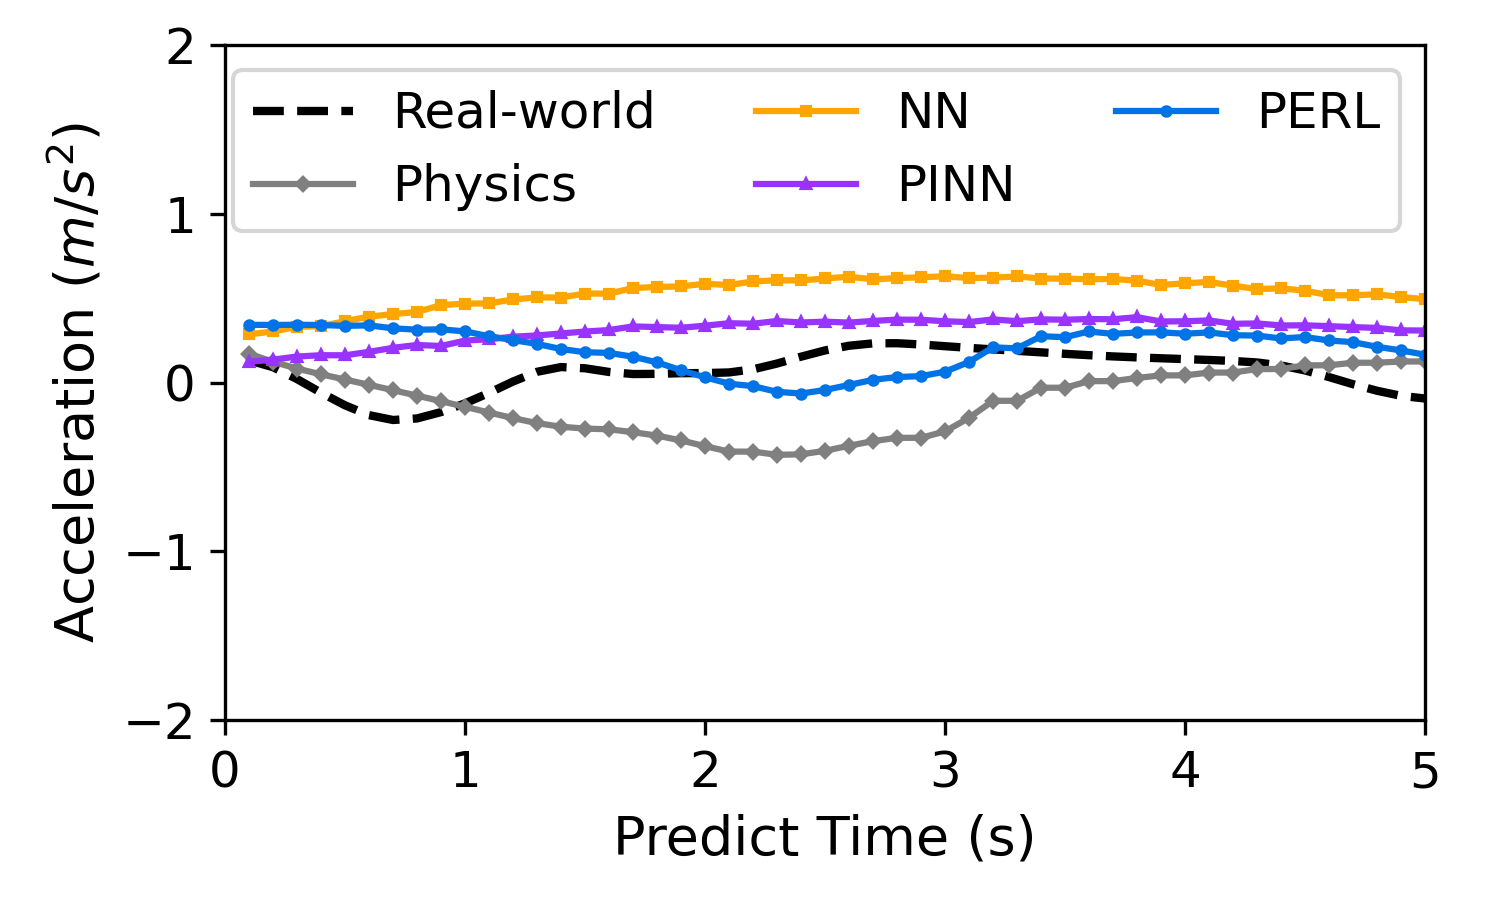 Acceleration (m/s²)
2
1
0
−1
−2
Real-world
Physics
NN
PINN
PERL
0 1 2 3 4 5
Predict Time (s)